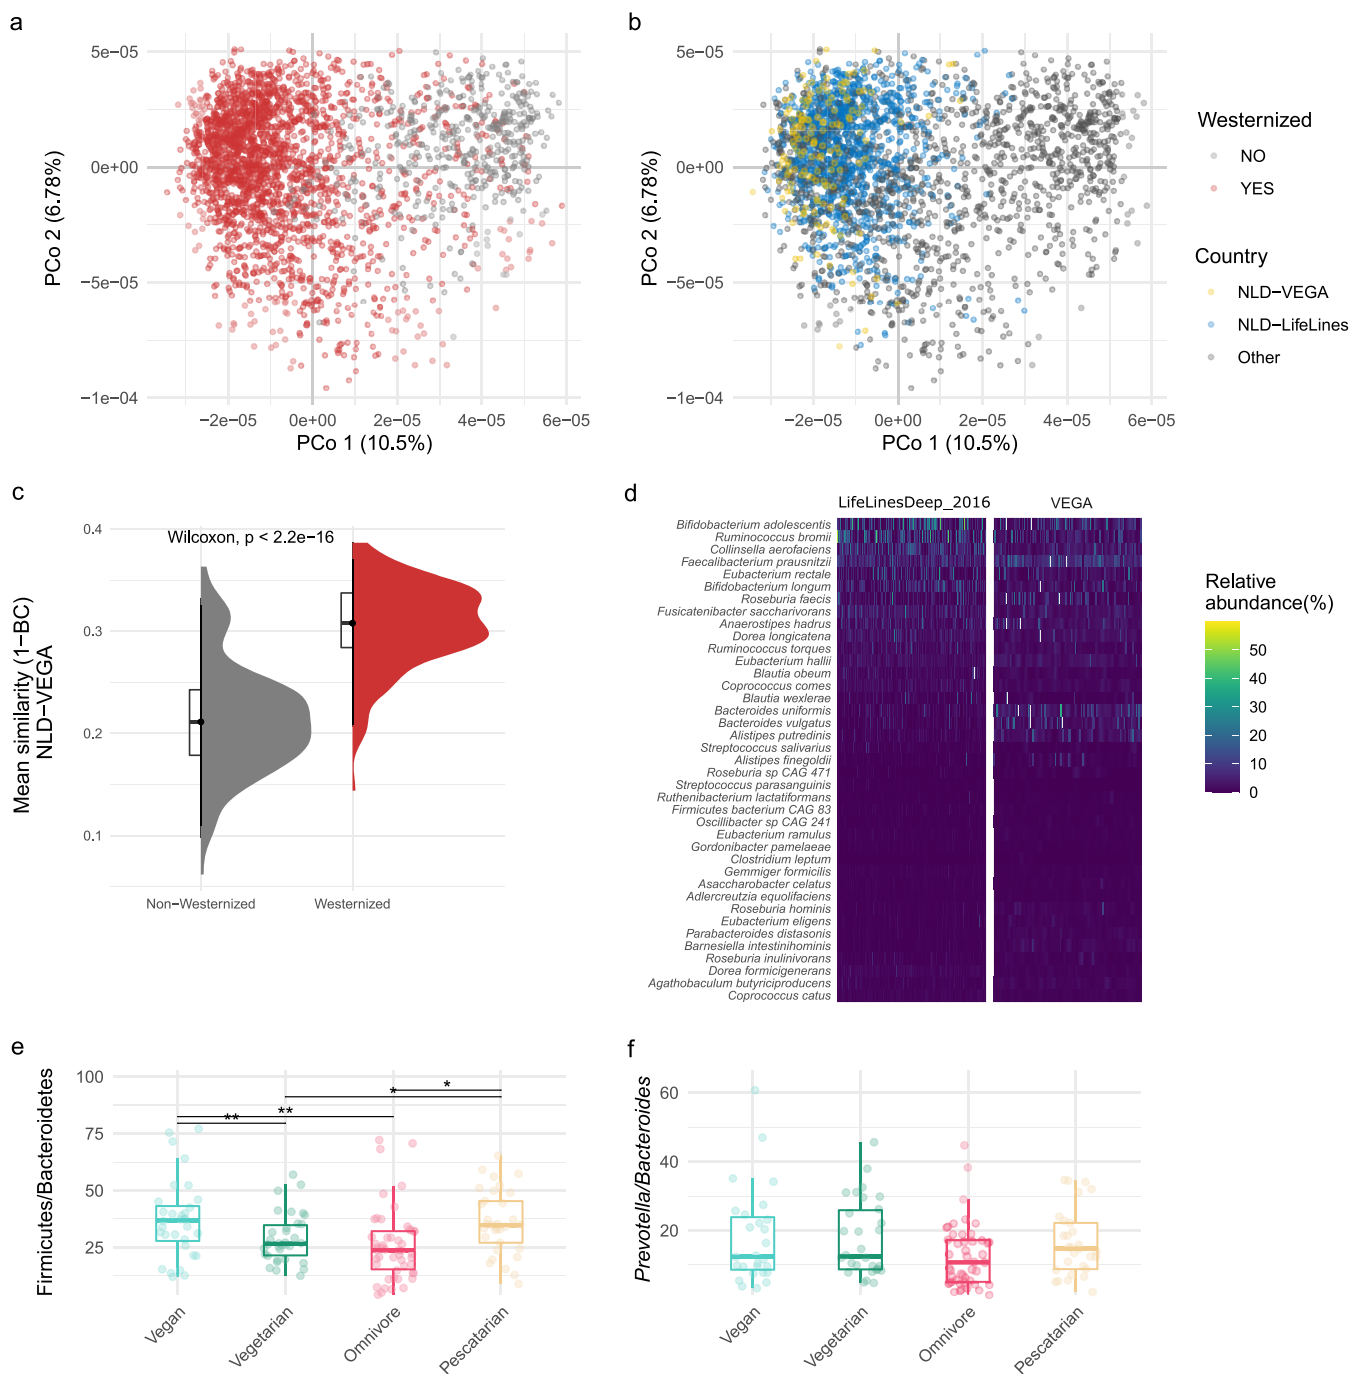 a
5e−05
0e+00
−5e−05
−1e−04
PCo 2 (6.78%)
−2e−05 0e+00 2e−05 4e−05 6e−05
PCo 1 (10.5%)
b
5e−05
0e+00
−5e−05
−1e−04
PCo 2 (6.78%)
−2e−05 0e+00 2e−05 4e−05 6e−05
PCo 1 (10.5%)
Westernized
NO
YES
Country
NLD−VEGA
NLD−LifeLines
Other
c
0.4
0.3
0.2
0.1
Mean similarity (1−BC)
NLD−VEGA
Wilcoxon, p < 2.2e−16
Non−Westernized Westernized
d
LifeLinesDeep_2016 VEGA
Bifidobacterium adolescentis
Ruminococcus bromii
Collinsella aerofaciens
Faecalibacterium prausnitzii
Eubacterium rectale
Bifidobacterium longum
Roseburia faecis
Fusicatenibacter saccharivorans
Anaerostipes hadrus
Dorea longicatena
Ruminococcus torques
Eubacterium hallii
Blautia obeum
Coprococcus comes
Blautia wexlerae
Bacteroides uniformis
Bacteroides vulgatus
Alistipes putredinis
Streptococcus salivarius
Alistipes finegoldii
Roseburia sp CAG 471
Streptococcus parasanguinis
Ruthenibacterium lactatiformans
Firmicutes bacterium CAG 83
Oscillibacter sp CAG 241
Eubacterium ramulus
Gordonibacter pamelaeae
Clostridium leptum
Gemmiger formicilis
Asaccharobacter celatus
Adlercreutzia equolifaciens
Roseburia hominis
Eubacterium eligens
Parabacteroides distasonis
Barnesiella intestinihominis
Roseburia inulinivorans
Dorea formicigenerans
Agathobaculum butyriciproducens
Coprococcus catus
Relative
abundance(%)
50
40
30
20
10
0
e
100
75
50
25
Firmicutes/Bacteroidetes
*
*
**
**
Vegan Vegetarian Omnivore Pescatarian
f
60
40
20
Prevotella/Bacteroides
Vegan Vegetarian Omnivore Pescatarian